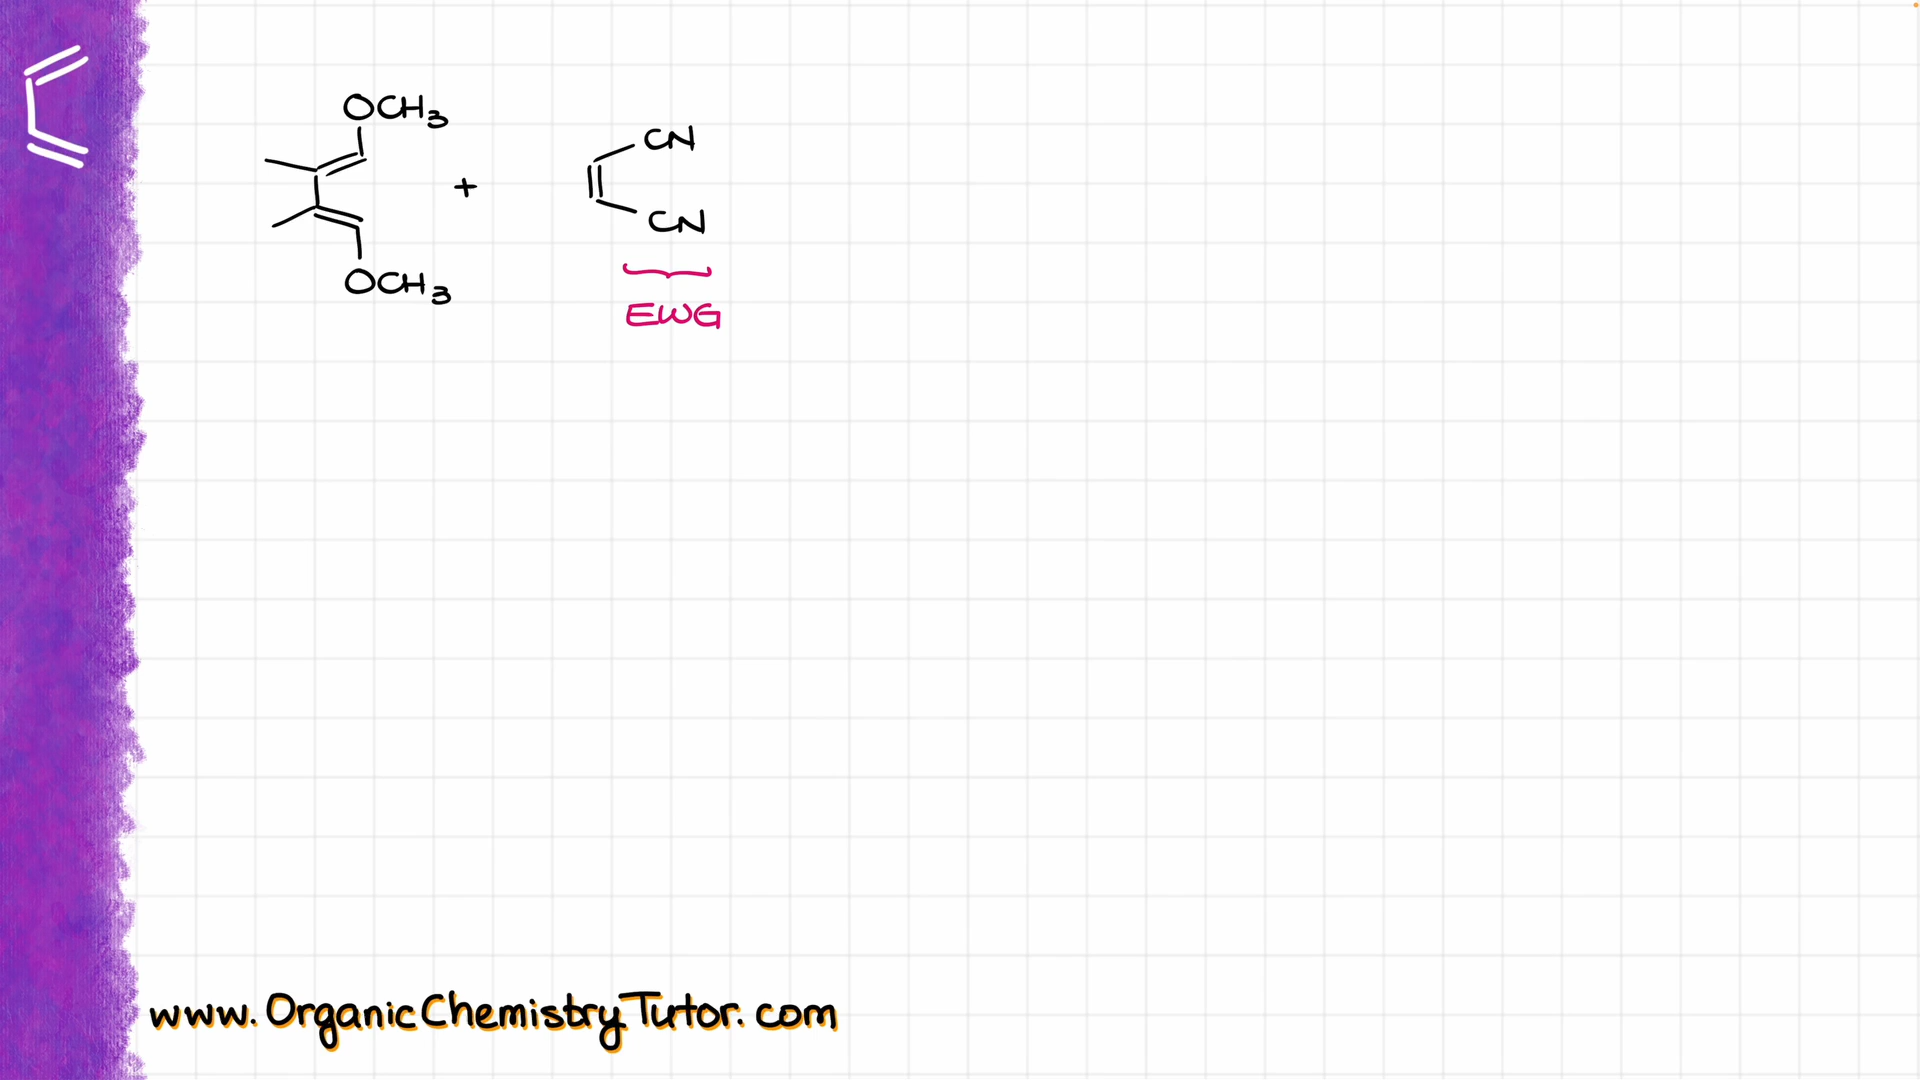 OCH3
+
CN
CN
OCH3
EWG
www.OrganicChemistryTutor.com